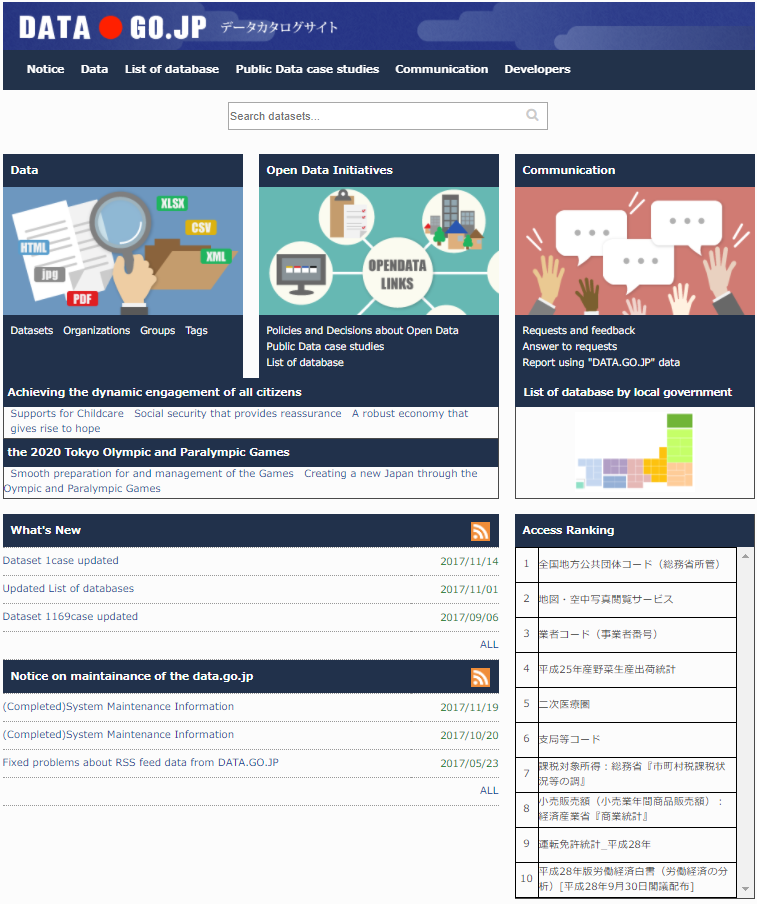 DATA GO.JP データカタログサイト
Notice Data List of database Public Data case studies Communication Developers
Search datasets...
Data
XLSX
CSV
HTML
XML
jpg
PDF
Datasets Organizations Groups Tags
Open Data Initiatives
OPENDATA
LINKS
Policies and Decisions about Open Data
Public Data case studies
List of database
Communication
Requests and feedback
Answer to requests
Report using "DATA.GO.JP" data
Achieving the dynamic engagement of all citizens
Supports for Childcare Social security that provides reassurance A robust economy that
gives rise to hope
the 2020 Tokyo Olympic and Paralympic Games
Smooth preparation for and management of the Games Creating a new Japan through the
Oympic and Paralympic Games
List of database by local government
What's New
Dataset 1case updated 2017/11/14
Updated List of databases 2017/11/01
Dataset 1169case updated 2017/09/06
ALL
Notice on maintainance of the data.go.jp
(Completed)System Maintenance Information 2017/11/19
(Completed)System Maintenance Information 2017/10/20
Fixed problems about RSS feed data from DATA.GO.JP 2017/05/23
ALL
Access Ranking
1 全国地方公共団体コード（総務省所管）
2 地図・空中写真閲覧サービス
3 業者コード（事業者番号）
4 平成25年産野菜生産出荷統計
5 二次医療圏
6 支局等コード
7 課税対象所得：総務省『市町村税課税状
況等の調』
8 小売販売額（小売業年間商品販売額）：
経済産業省『商業統計』
9 運転免許統計_平成28年
10 平成28年版労働経済白書（労働経済の分
析）[平成28年9月30日閣議配布]